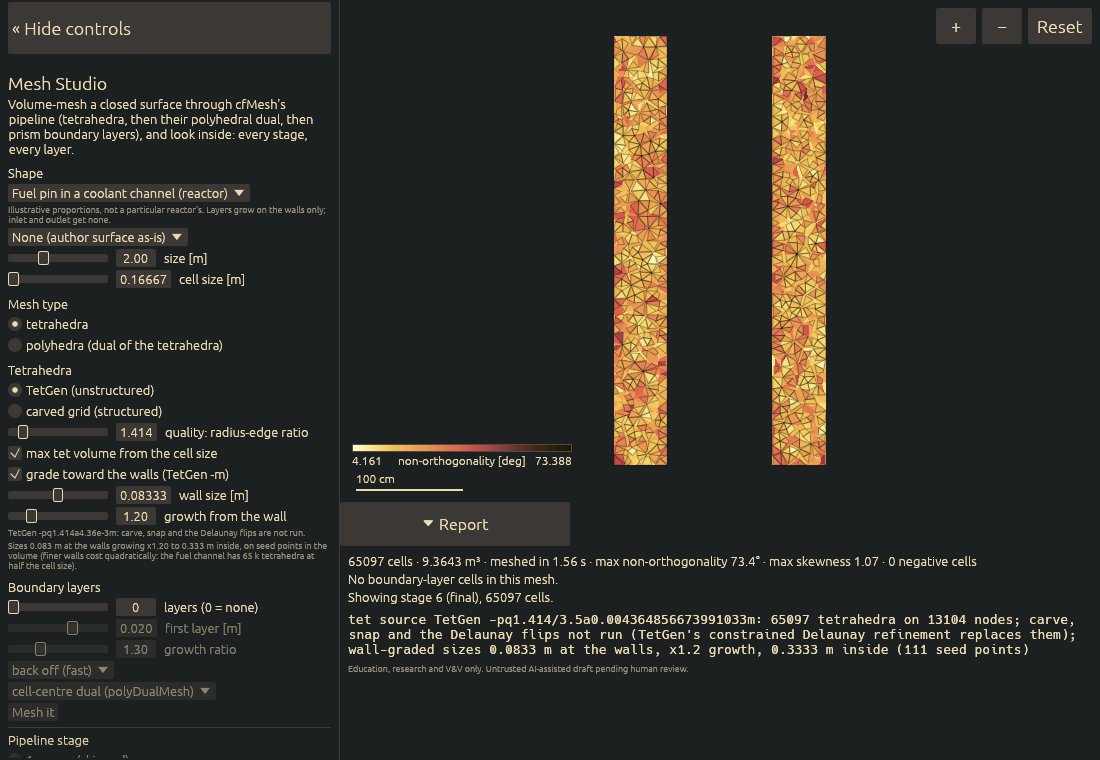 « Hide controls
+
−
Reset
Mesh Studio
Volume-mesh a closed surface through cfMesh's
pipeline (tetrahedra, then their polyhedral dual, then
prism boundary layers), and look inside: every stage,
every layer.
Shape
Fuel pin in a coolant channel (reactor)
Illustrative proportions, not a particular reactor's. Layers grow on the walls only;
inlet and outlet get none.
None (author surface as-is)
2.00 size [m]
0.16667 cell size [m]
Mesh type
tetrahedra
polyhedra (dual of the tetrahedra)
Tetrahedra
TetGen (unstructured)
carved grid (structured)
1.414 quality: radius-edge ratio
max tet volume from the cell size
grade toward the walls (TetGen -m)
0.08333 wall size [m]
1.20 growth from the wall
TetGen -pq1.414a4.36e-3m: carve, snap and the Delaunay flips are not run.
Sizes 0.083 m at the walls growing x1.20 to 0.333 m inside, on seed points in the
volume (finer walls cost quadratically: the fuel channel has 65 k tetrahedra at
half the cell size).
Boundary layers
0 layers (0 = none)
0.020 first layer [m]
1.30 growth ratio
back off (fast)
cell-centre dual (polyDualMesh)
Mesh it
Pipeline stage
4.161 non-orthogonality [deg] 73.388
100 cm
Report
65097 cells · 9.3643 m³ · meshed in 1.56 s · max non-orthogonality 73.4° · max skewness 1.07 · 0 negative cells
No boundary-layer cells in this mesh.
Showing stage 6 (final), 65097 cells.
tet source TetGen -pq1.414/3.5a0.004364856673991033m: 65097 tetrahedra on 13104 nodes; carve,
snap and the Delaunay flips not run (TetGen's constrained Delaunay refinement replaces them);
wall-graded sizes 0.0833 m at the walls, x1.2 growth, 0.3333 m inside (111 seed points)
Education, research and V&V only. Untrusted AI-assisted draft pending human review.